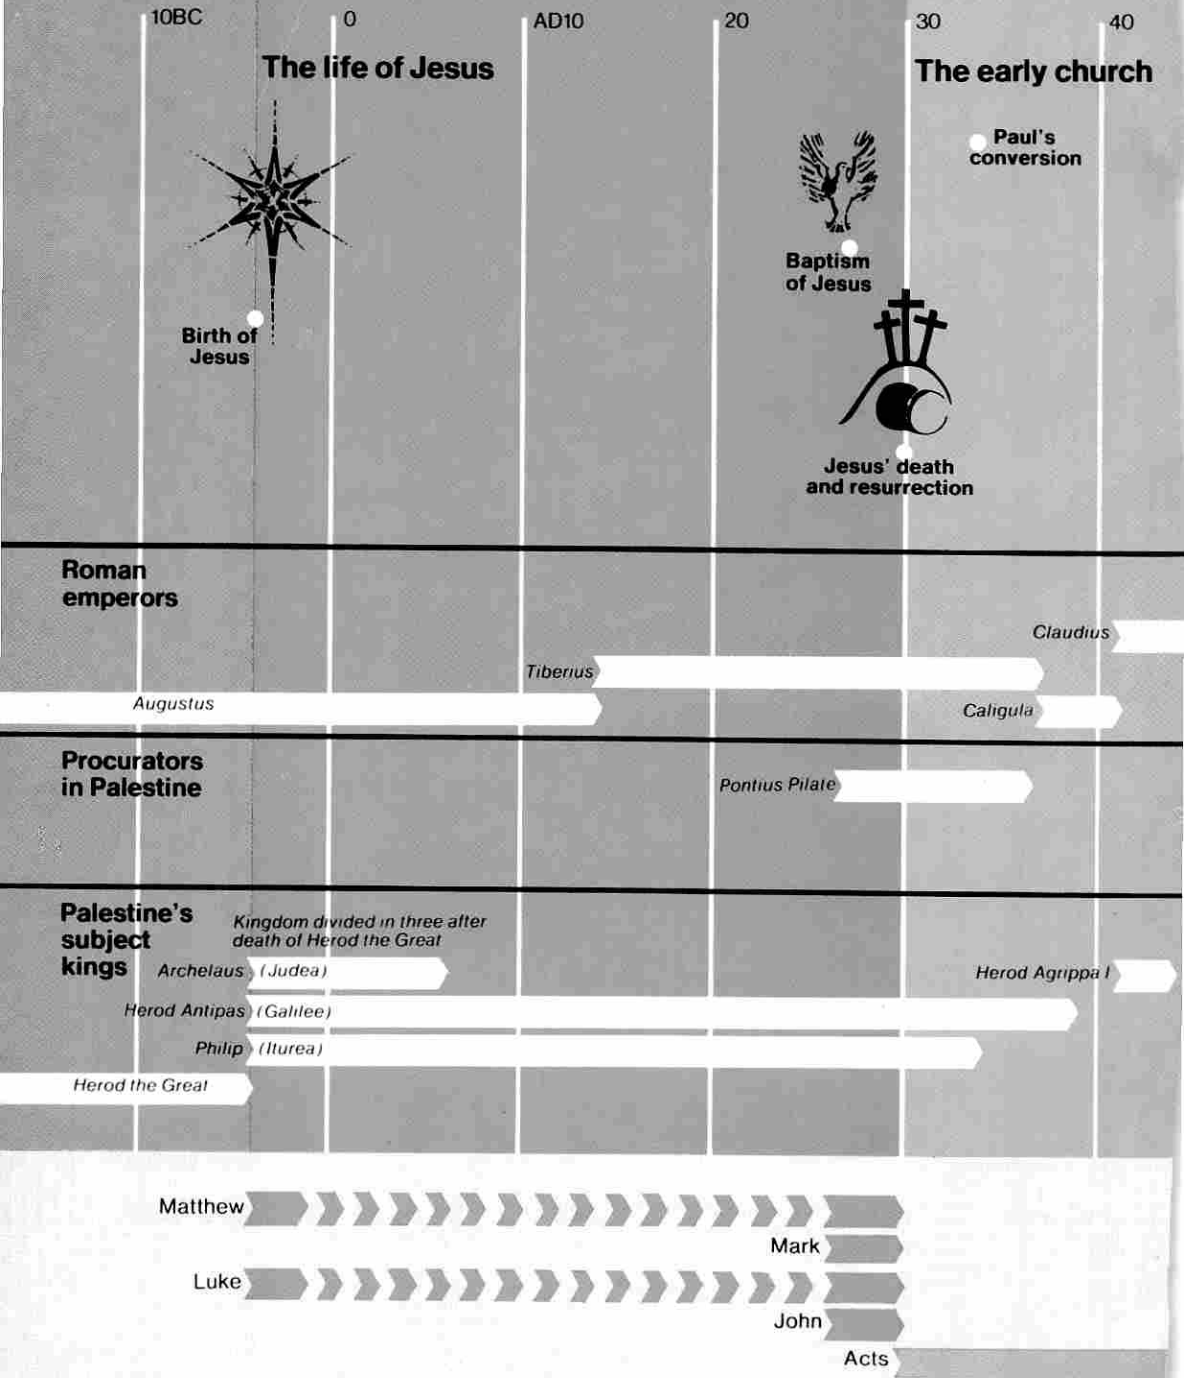 10BC 0 AD10 20 30 40
The life of Jesus
The early church
Paul's
conversion
Baptism
of Jesus
Birth of
Jesus
Jesus' death
and resurrection
Roman
emperors
Claudius
Tiberius
Augustus
Caligula
Procurators
in Palestine
Pontius Pilate
Palestine's
subject
kings
Kingdom divided in three after
death of Herod the Great
Archelaus (Judea)
Herod Agrippa I
Herod Antipas (Galilee)
Philip (Iturea)
Herod the Great
Matthew
Mark
Luke
John
Acts